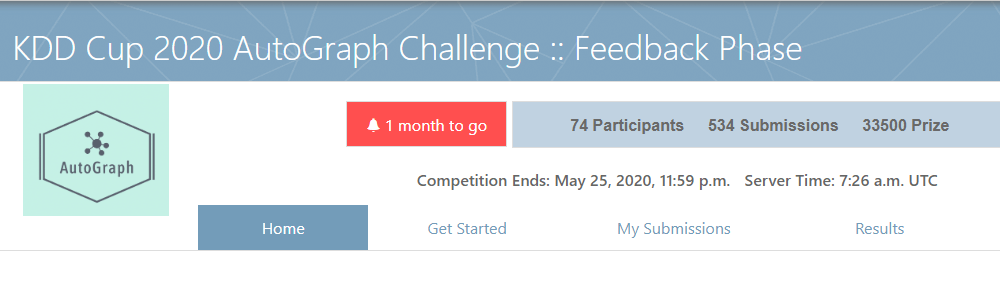 KDD Cup 2020 AutoGraph Challenge :: Feedback Phase
AutoGraph
1 month to go
74 Participants 534 Submissions 33500 Prize
Competition Ends: May 25, 2020, 11:59 p.m. Server Time: 7:26 a.m. UTC
Home Get Started My Submissions Results